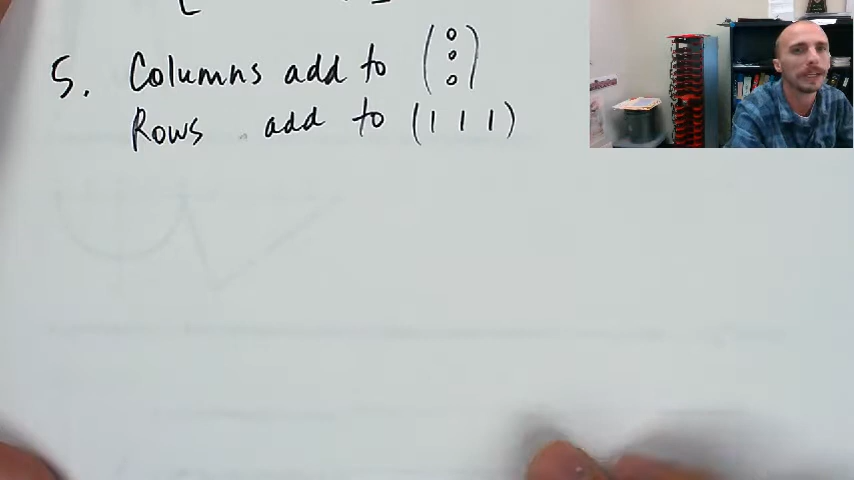 5. Columns add to (0 0 0)
Rows add to (1 1 1)